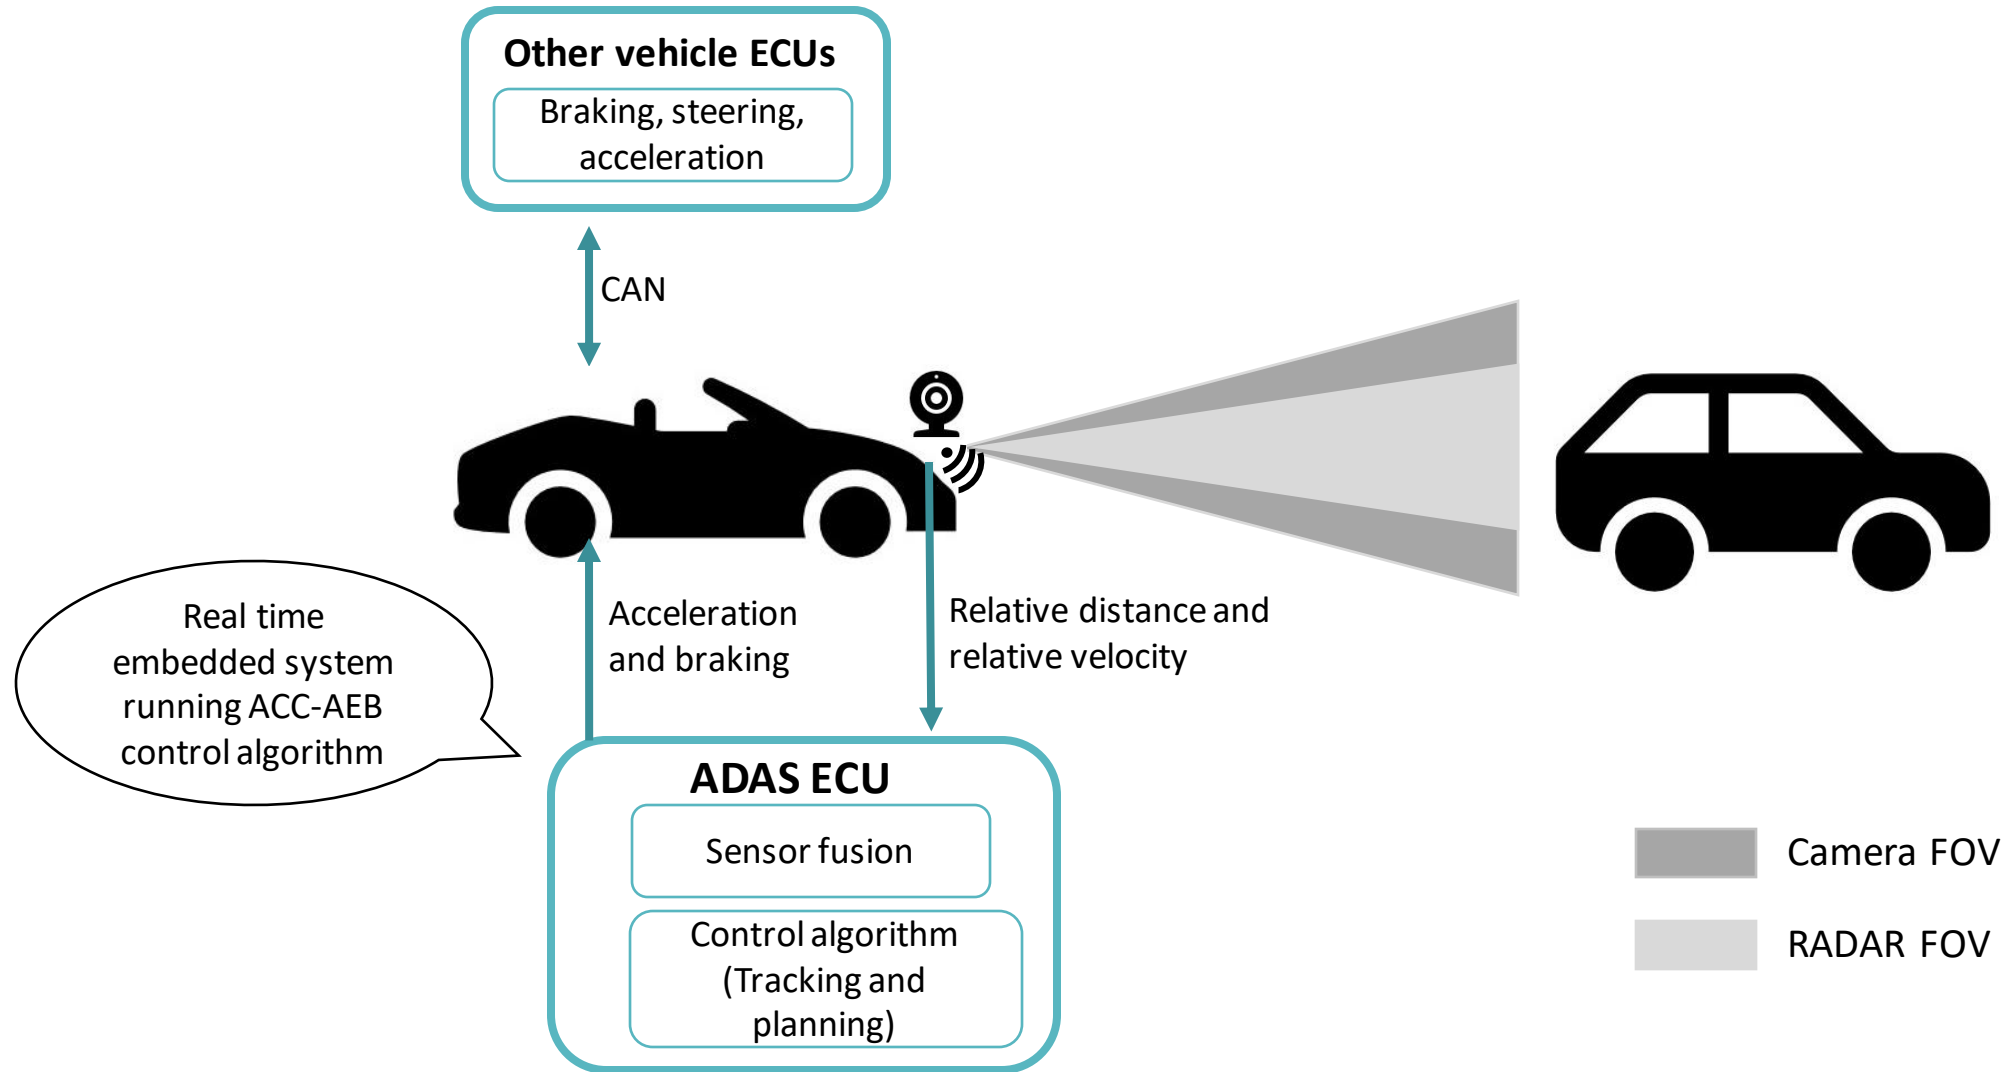 Other vehicle ECUs
Braking, steering,
acceleration
CAN
Real time
embedded system
running ACC-AEB
control algorithm
Acceleration
and braking
Relative distance and
relative velocity
ADAS ECU
Sensor fusion
Control algorithm
(Tracking and
planning)
Camera FOV
RADAR FOV